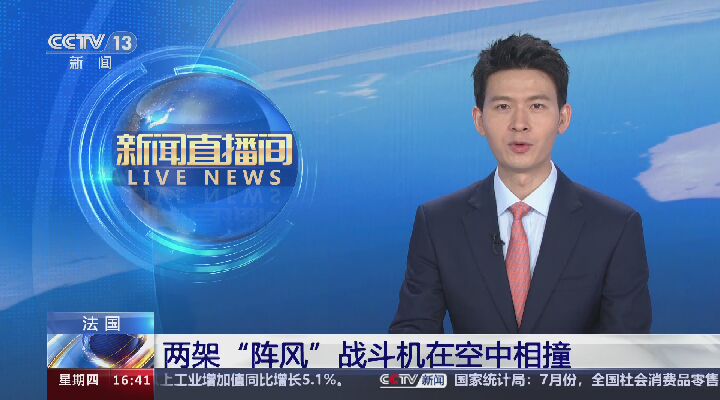 CCTV 13
新闻
新闻直播间
LIVE NEWS
法国
两架“阵风”战斗机在空中相撞
星期四 16:41 上工业增加值同比增长5.1%。 CCTV 新闻 国家统计局：7月份，全国社会消费品零售